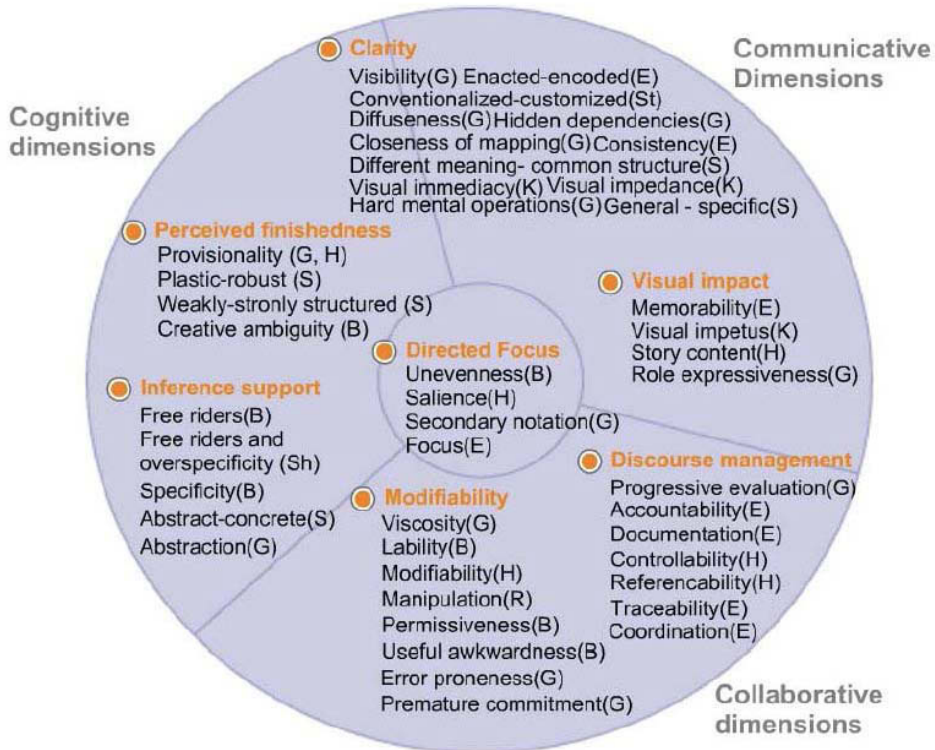 Clarity
Visibility(G) Enacted-encoded(E)
Conventionalized-customized(St)
Diffuseness(G) Hidden dependencies(G)
Closeness of mapping(G) Consistency(E)
Different meaning- common structure(S)
Visual immediacy(K) Visual impedance(K)
Hard mental operations(G) General - specific(S)
Communicative
Dimensions
Cognitive
dimensions
Perceived finishedness
Provisionality (G, H)
Plastic-robust (S)
Weakly-stronly structured (S)
Creative ambiguity (B)
Visual impact
Memorability(E)
Visual impetus(K)
Story content(H)
Role expressiveness(G)
Directed Focus
Unevenness(B)
Salience(H)
Secondary notation(G)
Focus(E)
Inference support
Free riders(B)
Free riders and
overspecificity (Sh)
Specificity(B)
Abstract-concrete(S)
Abstraction(G)
Modifiability
Viscosity(G)
Lability(B)
Modifiability(H)
Manipulation(R)
Permissiveness(B)
Useful awkwardness(B)
Error proneness(G)
Premature commitment(G)
Discourse management
Progressive evaluation(G)
Accountability(E)
Documentation(E)
Controllability(H)
Referencability(H)
Traceability(E)
Coordination(E)
Collaborative
dimensions